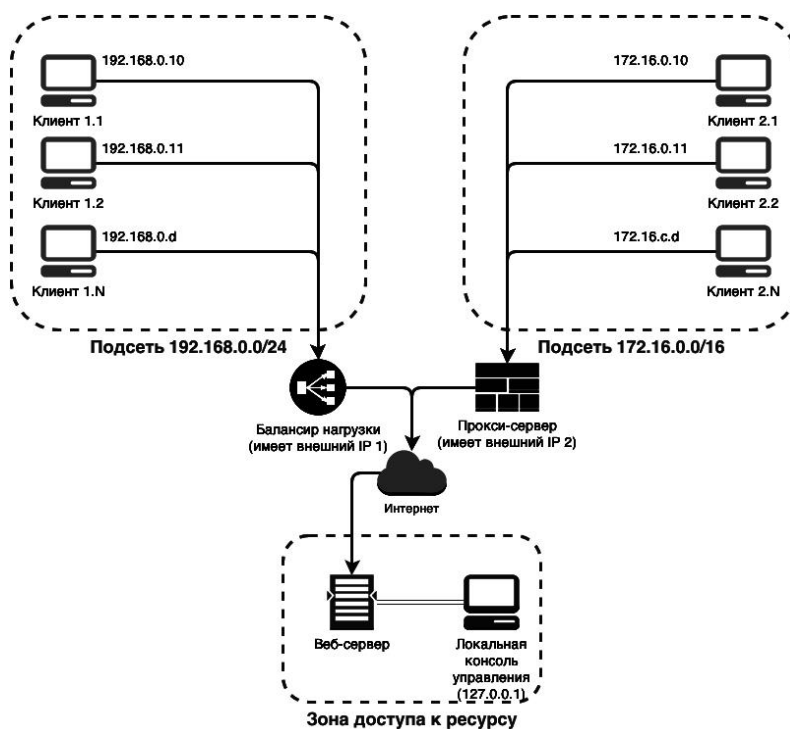 192.168.0.10
Клиент 1.1
192.168.0.11
Клиент 1.2
192.168.0.d
Клиент 1.N
Подсеть 192.168.0.0/24
172.16.0.10
Клиент 2.1
172.16.0.11
Клиент 2.2
172.16.c.d
Клиент 2.N
Подсеть 172.16.0.0/16
Балансир нагрузки
(имеет внешний IP 1)
Прокси-сервер
(имеет внешний IP 2)
Интернет
Веб-сервер
Локальная
консоль
управления
(127.0.0.1)
Зона доступа к ресурсу